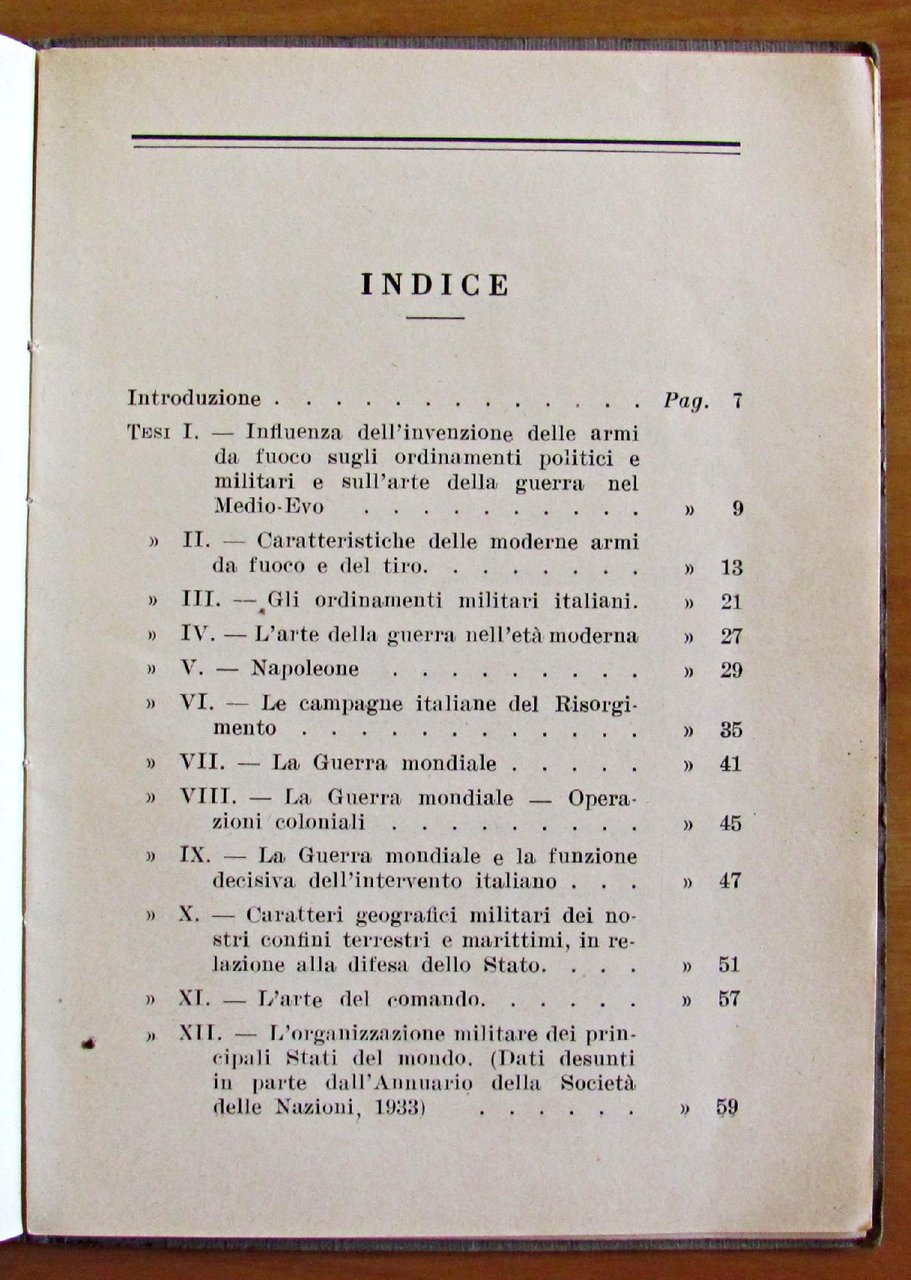 INDICE
Introduzione . . . . . . . . . . . . . Pag. 7
TESI I. — Influenza dell'invenzione delle armi
da fuoco sugli ordinamenti politici e
militari e sull'arte della guerra nel
Medio-Evo . . . . . . . . . . » 9
» II. — Caratteristiche delle moderne armi
da fuoco e del tiro. . . . . . . . » 13
» III. — Gli ordinamenti militari italiani. » 21
» IV. — L'arte della guerra nell'età moderna » 27
» V. — Napoleone . . . . . . . . . » 29
» VI. — Le campagne italiane del Risorgi-
mento . . . . . . . . . . . . » 35
» VII. — La Guerra mondiale . . . . . » 41
» VIII. — La Guerra mondiale — Opera-
zioni coloniali . . . . . . . . . » 45
» IX. — La Guerra mondiale e la funzione
decisiva dell'intervento italiano . . . » 47
» X. — Caratteri geografici militari dei no-
stri confini terrestri e marittimi, in re-
lazione alla difesa dello Stato. . . . » 51
» XI. — L'arte del comando. . . . . . » 57
» XII. — L'organizzazione militare dei prin-
cipali Stati del mondo. (Dati desunti
in parte dall'Annuario della Società
delle Nazioni, 1933) . . . . . . » 59